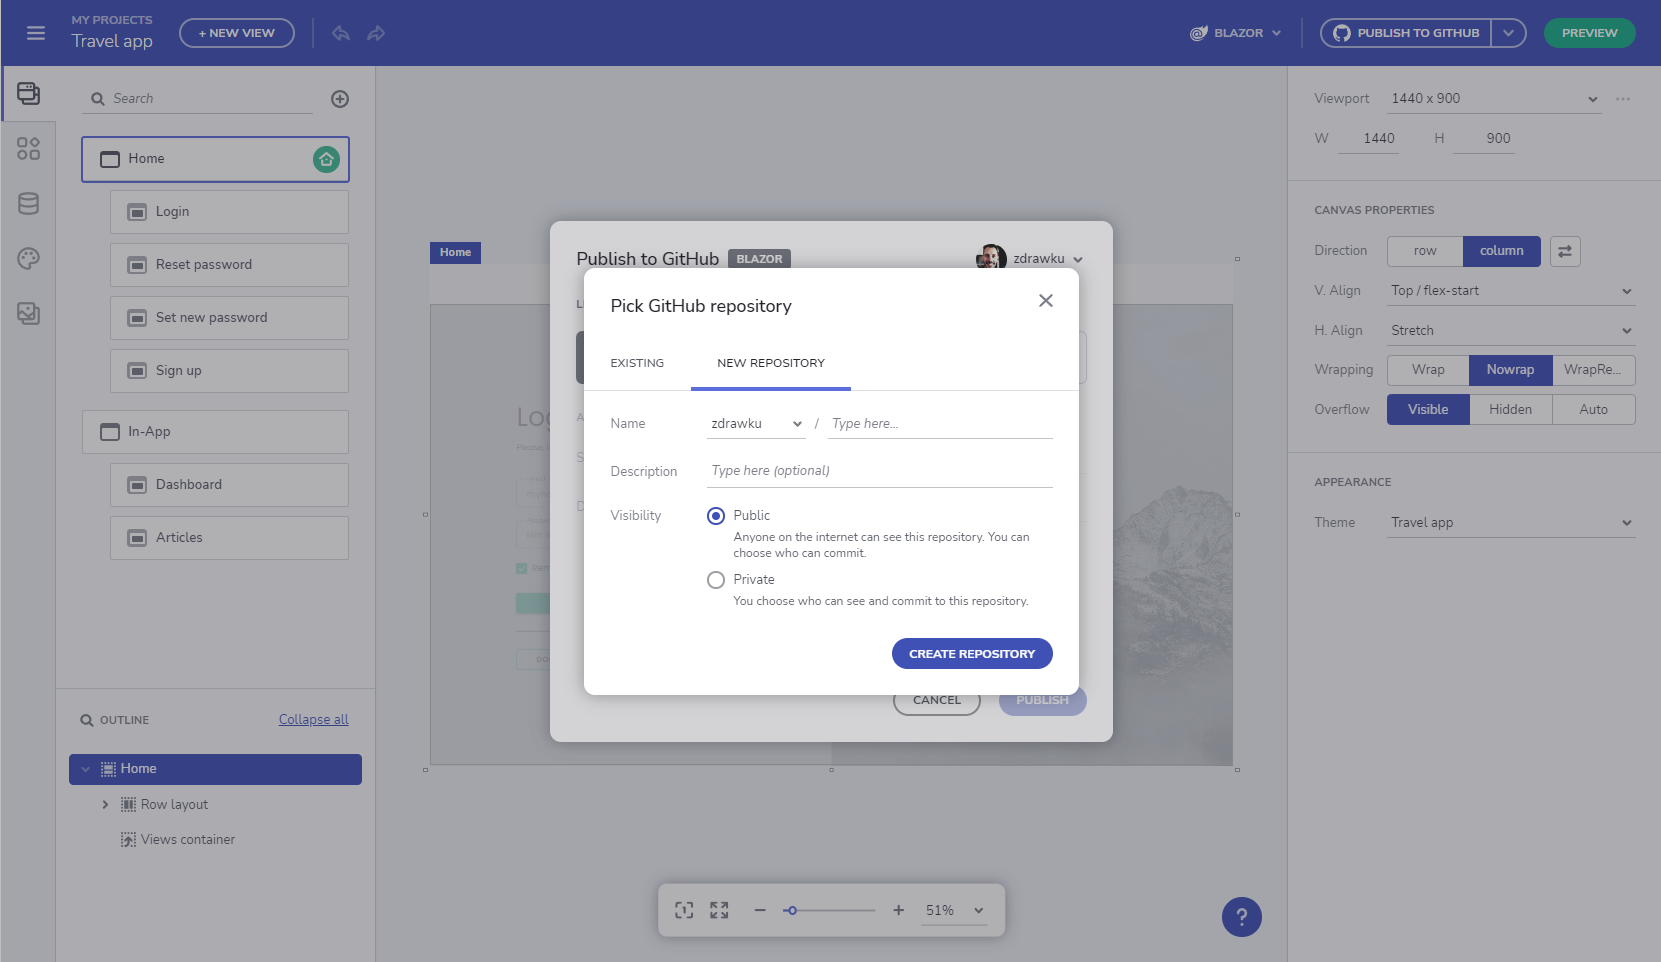 MY PROJECTS
Travel app
+ NEW VIEW
BLAZOR
PUBLISH TO GITHUB
PREVIEW
Search
Home
Login
Reset password
Set new password
Sign up
In-App
Dashboard
Articles
OUTLINE
Collapse all
Home
Row layout
Views container
Home
Publish to GitHub
BLAZOR
zdrawku
Pick GitHub repository
EXISTING
NEW REPOSITORY
Name
zdrawku
/
Type here...
Description
Type here (optional)
Visibility
Public
Anyone on the internet can see this repository. You can
choose who can commit.
Private
You choose who can see and commit to this repository.
CREATE REPOSITORY
CANCEL
PUBLISH
51%
?
Viewport
1440 x 900
W
1440
H
900
CANVAS PROPERTIES
Direction
row
column
V. Align
Top / flex-start
H. Align
Stretch
Wrapping
Wrap
Nowrap
WrapRe...
Overflow
Visible
Hidden
Auto
APPEARANCE
Theme
Travel app